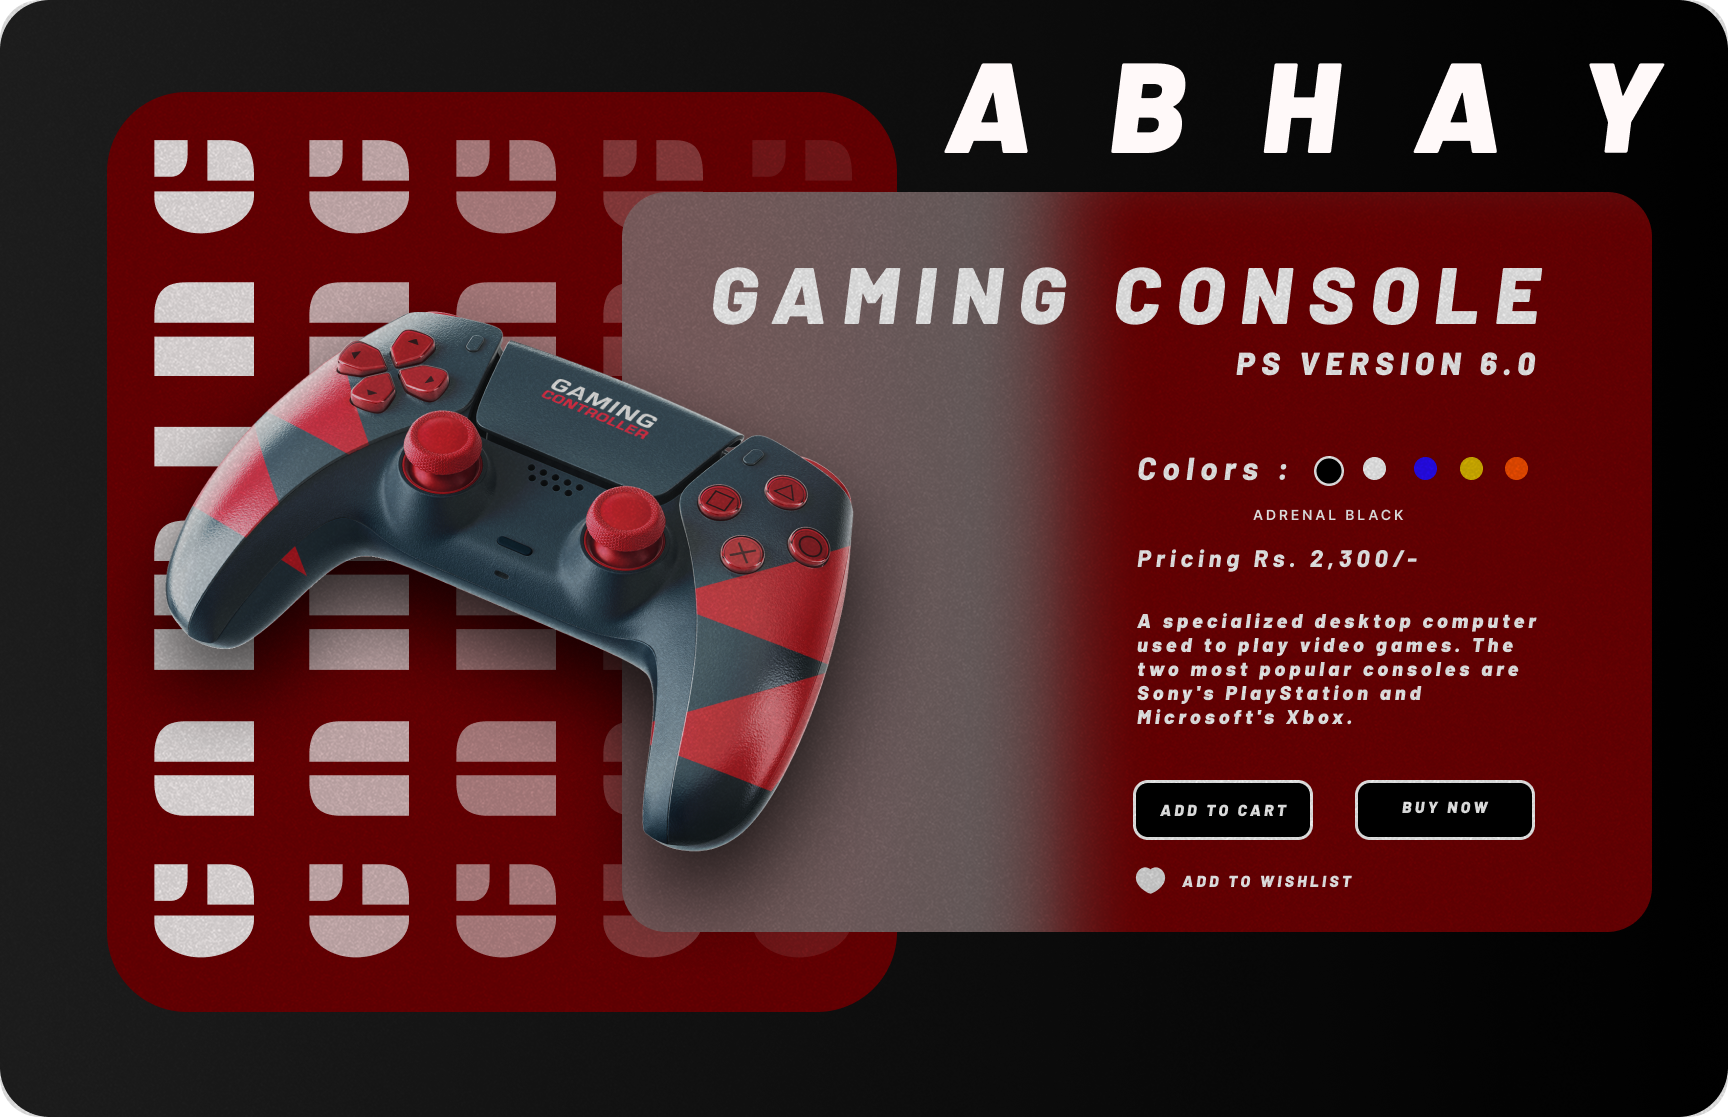 ABHAY
GAMING CONSOLE
PS VERSION 6.0
GAMING
CONTROLLER
Colors :
ADRENAL BLACK
Pricing Rs. 2,300/-
A specialized desktop computer
used to play video games. The
two most popular consoles are
Sony's PlayStation and
Microsoft's Xbox.
ADD TO CART
BUY NOW
ADD TO WISHLIST